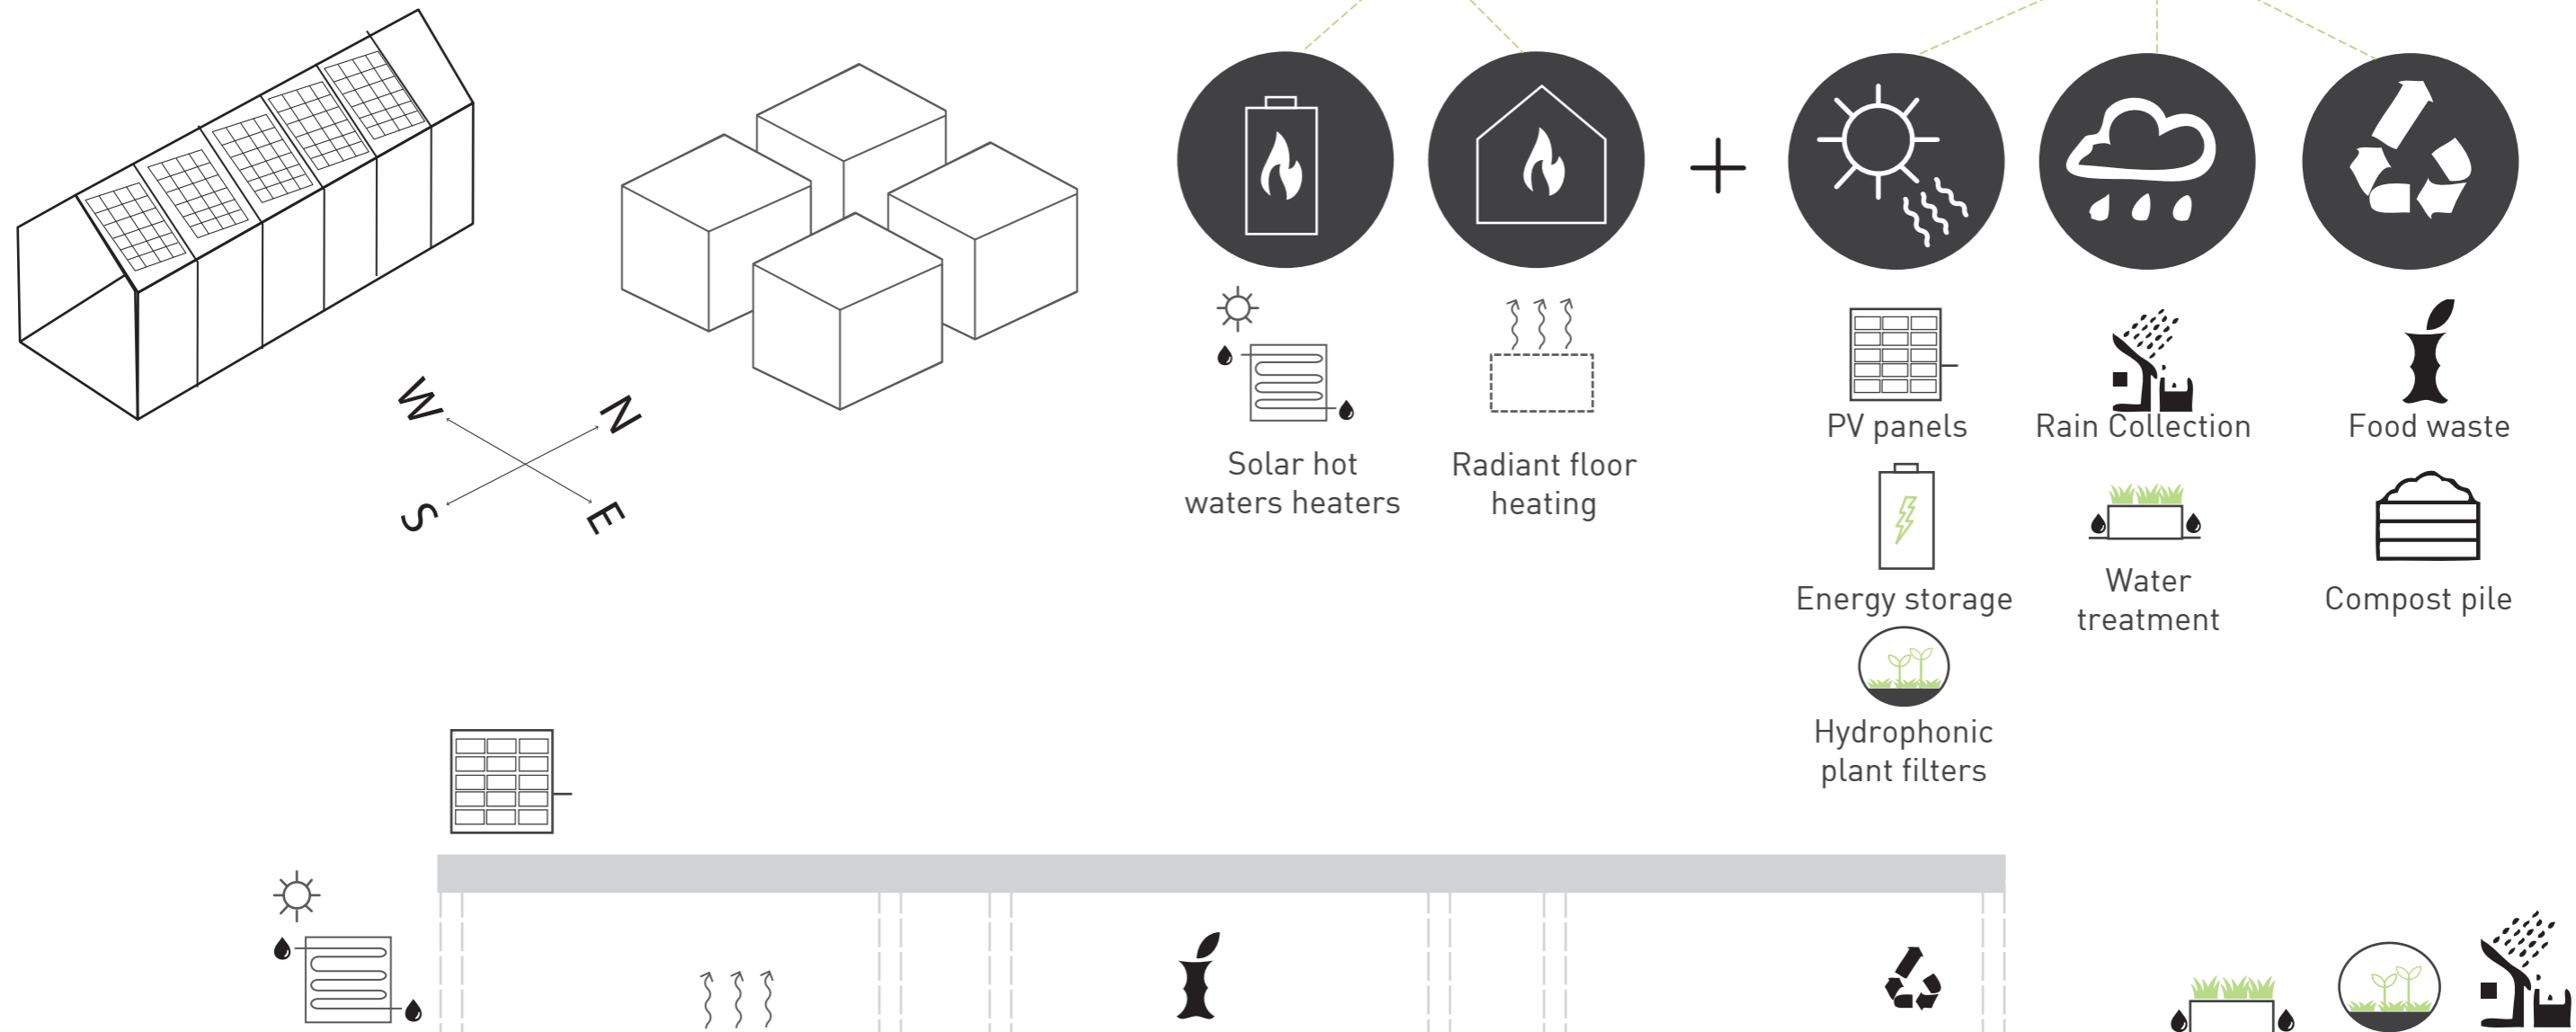 W
N
S
E
Solar hot
waters heaters
Radiant floor
heating
PV panels
Rain Collection
Food waste
Energy storage
Water
treatment
Compost pile
Hydrophonic
plant filters